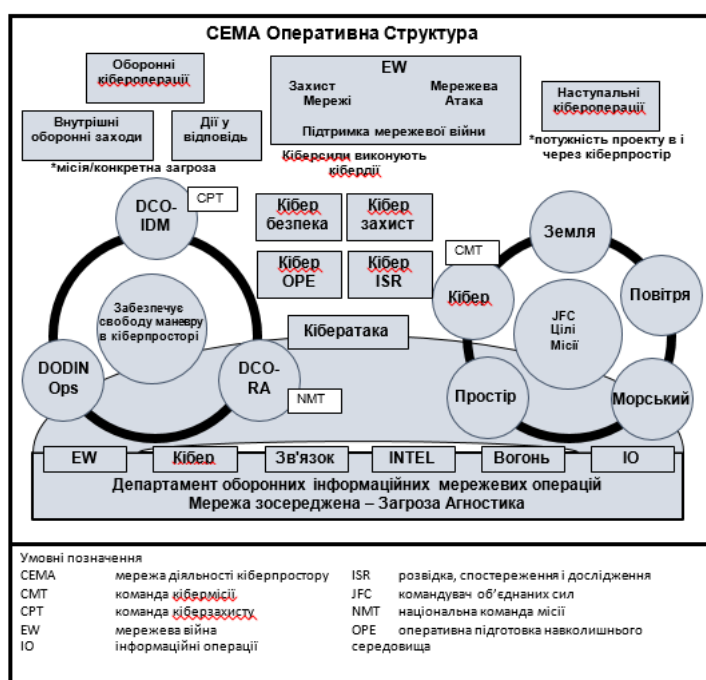 СЕМА Оперативна Структура
Оборонні
кібероперації
Внутрішні
оборонні заходи
Дії у
відповідь
*місія/конкретна загроза
EW
Захист
Мережі
Мережева
Атака
Підтримка мережевої війни
Кіберсили виконують
кібердії
Наступальні
кібероперації
*потужність проекту в і
через кіберпростір
DCO-
IDM
CPT
Забезпечує
свободу маневру
в кіберпросторі
DODIN
Ops
DCO-
RA
NMT
Кібер
безпека
Кібер
захист
Кібер
OPE
Кібер
ISR
Кібератака
CMT
Земля
Кібер
Повітря
JFC
Цілі
Місії
Простір
Морський
EW
Кібер
Зв'язок
INTEL
Вогонь
IO
Департамент оборонних інформаційних мережевих операцій
Мережа зосереджена – Загроза Агностика
Умовні позначення
СЕМА мережа діяльності кіберпростору
CMT команда кібермісії
CPT команда кіберзахисту
EW мережева війна
IO інформаційні операції
ISR розвідка, спостереження і дослідження
JFC командувач об’єднаних сил
NMT національна команда місії
OPE оперативна підготовка навколишнього
середовища